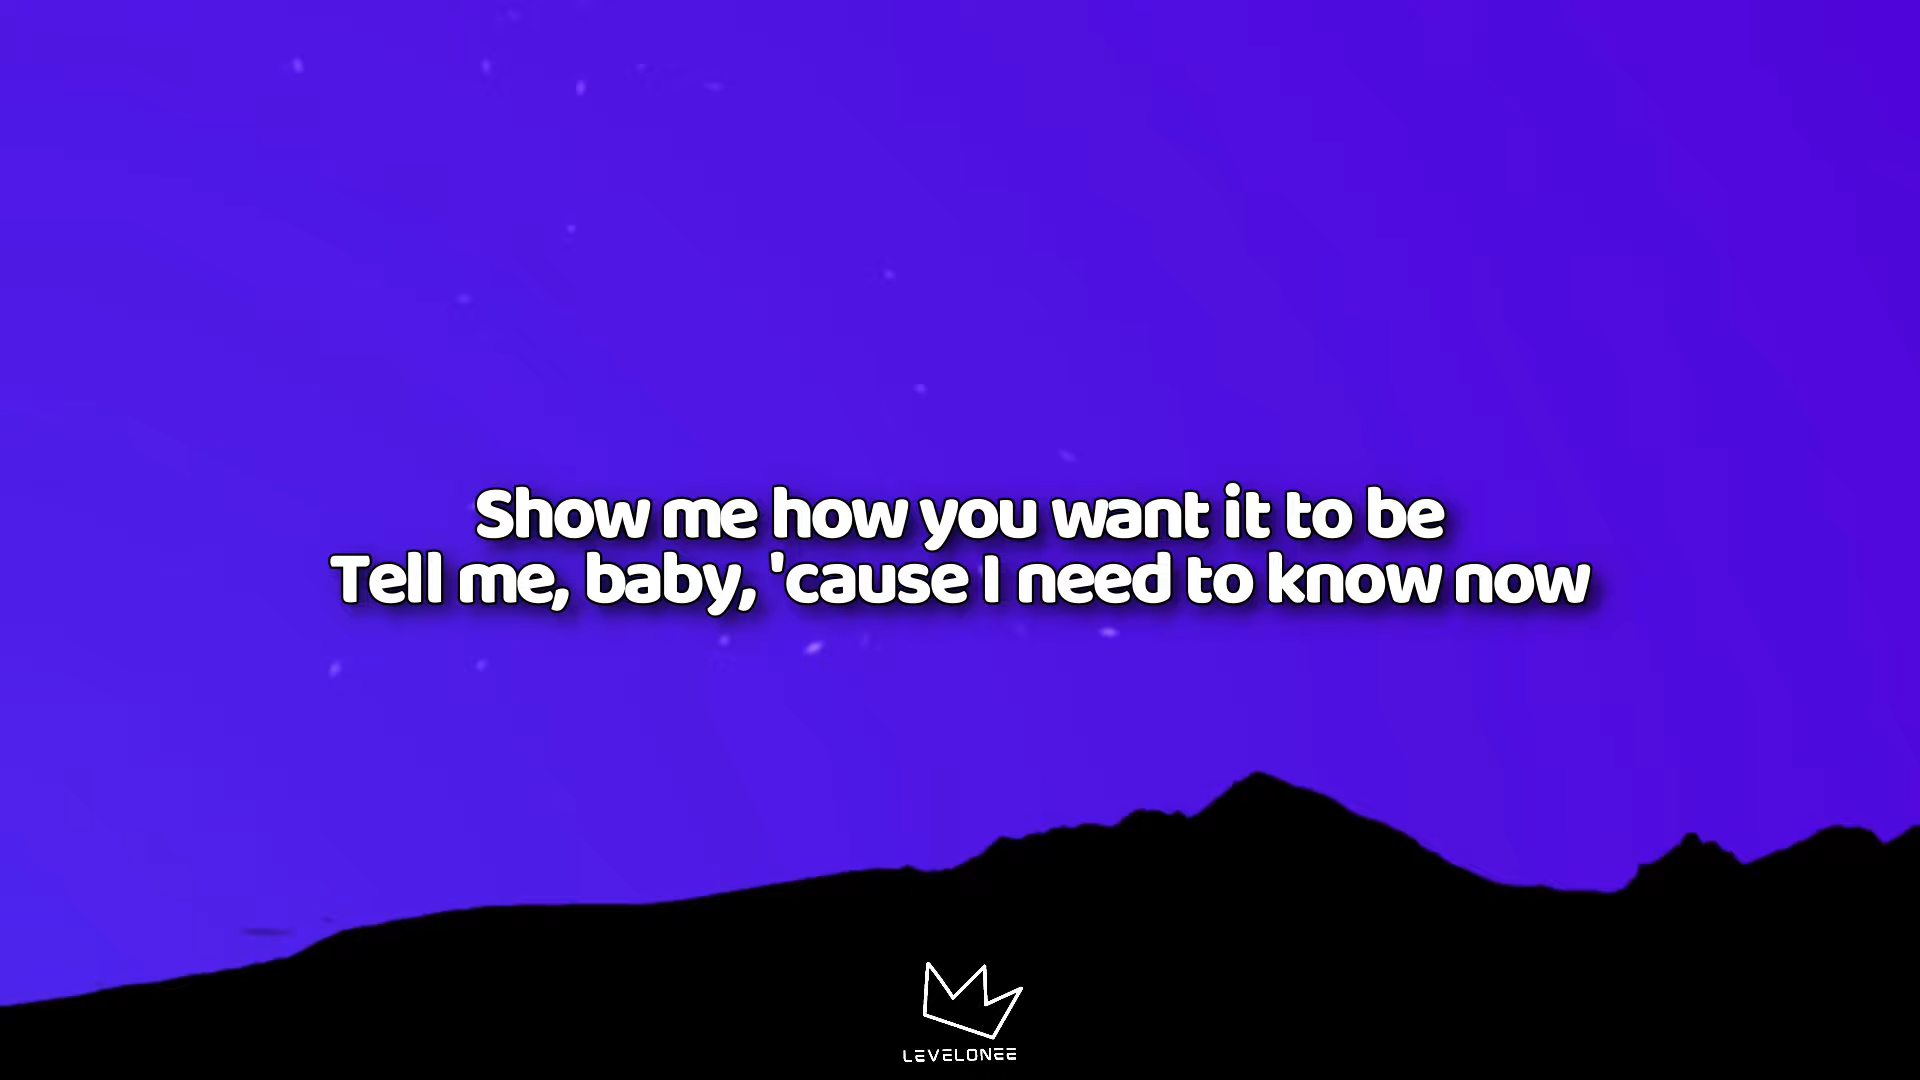 Show me how you want it to be
Tell me, baby, 'cause I need to know now
LEVELONEE